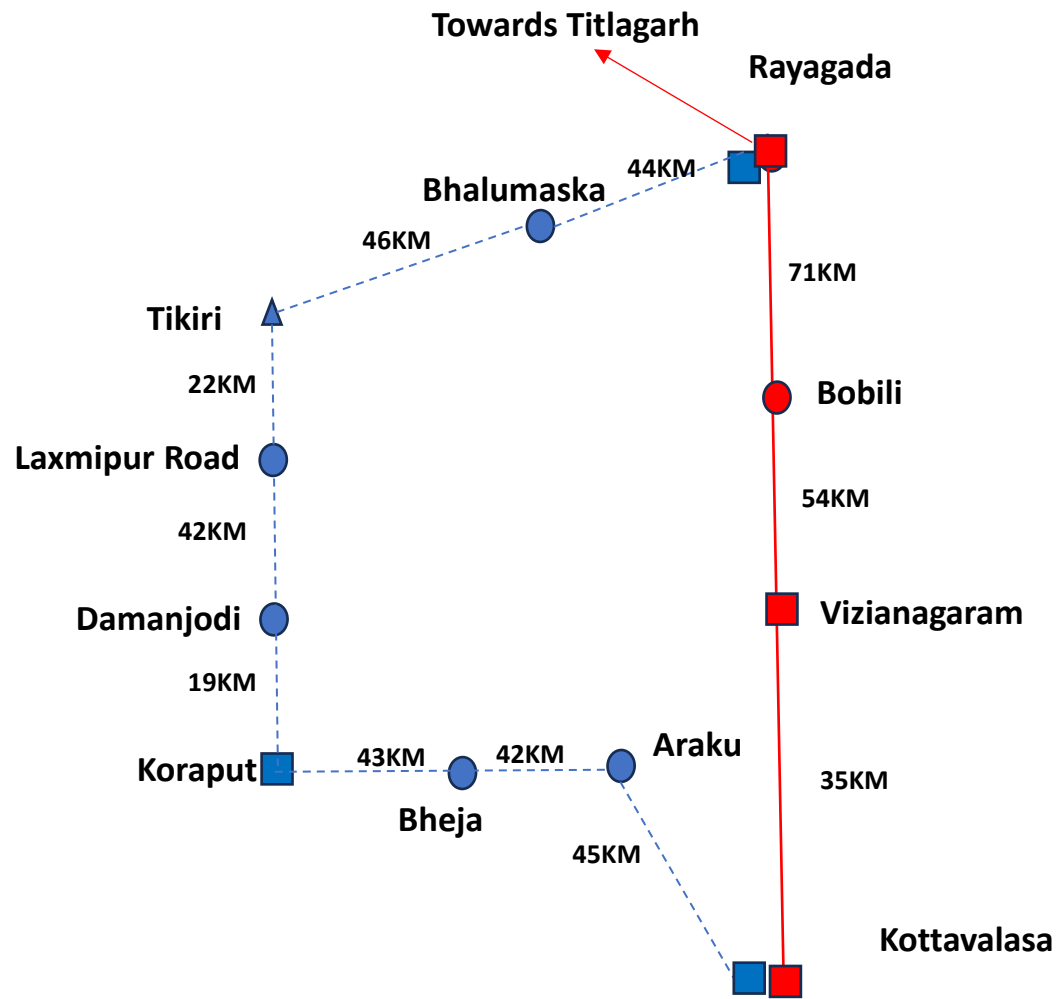 Towards Titlagarh
Rayagada
44KM
Bhalumaska
46KM
71KM
Tikiri
22KM
Bobili
Laxmipur Road
54KM
42KM
Damanjodi
Vizianagaram
19KM
Araku
43KM
42KM
Koraput
35KM
Bheja
45KM
Kottavalasa